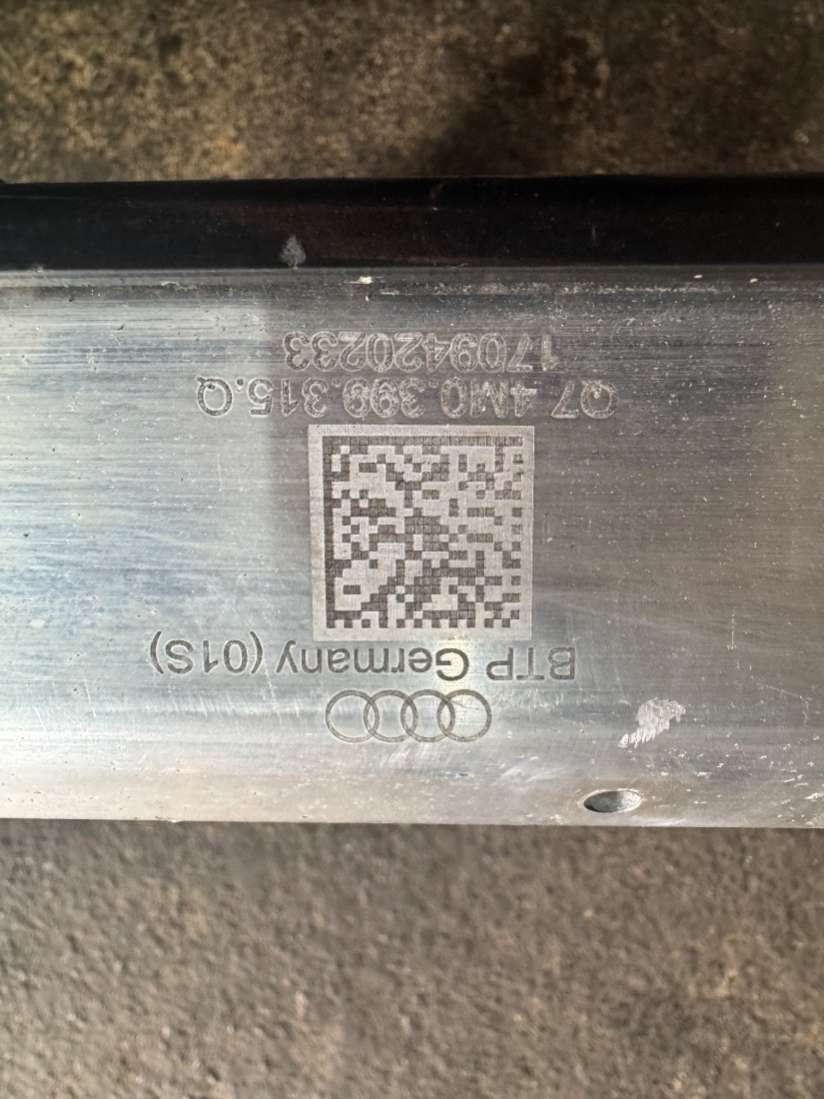 BTP Germany (01S)
Q7 4M0.399.315.Q
1709420233